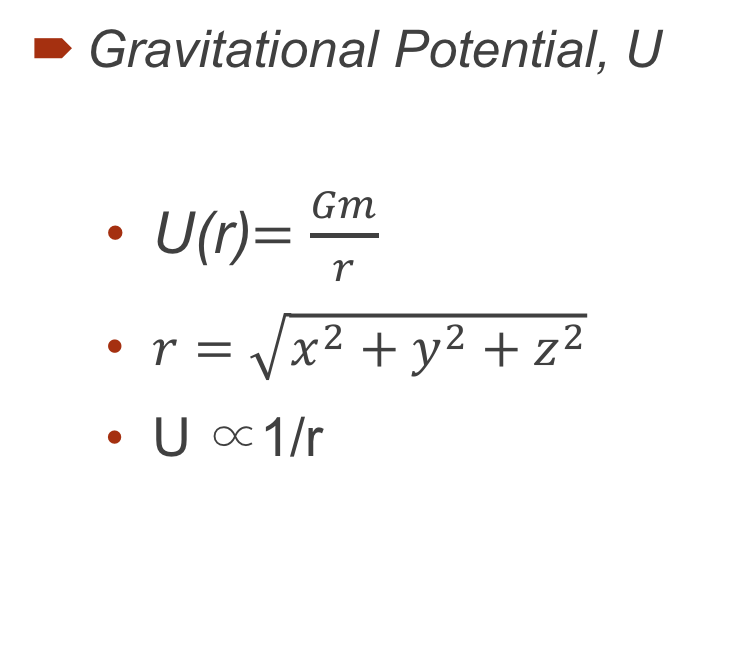 Gravitational Potential, U
• U(r)= Gm/r
• r = √(x² + y² + z²)
• U ∝1/r